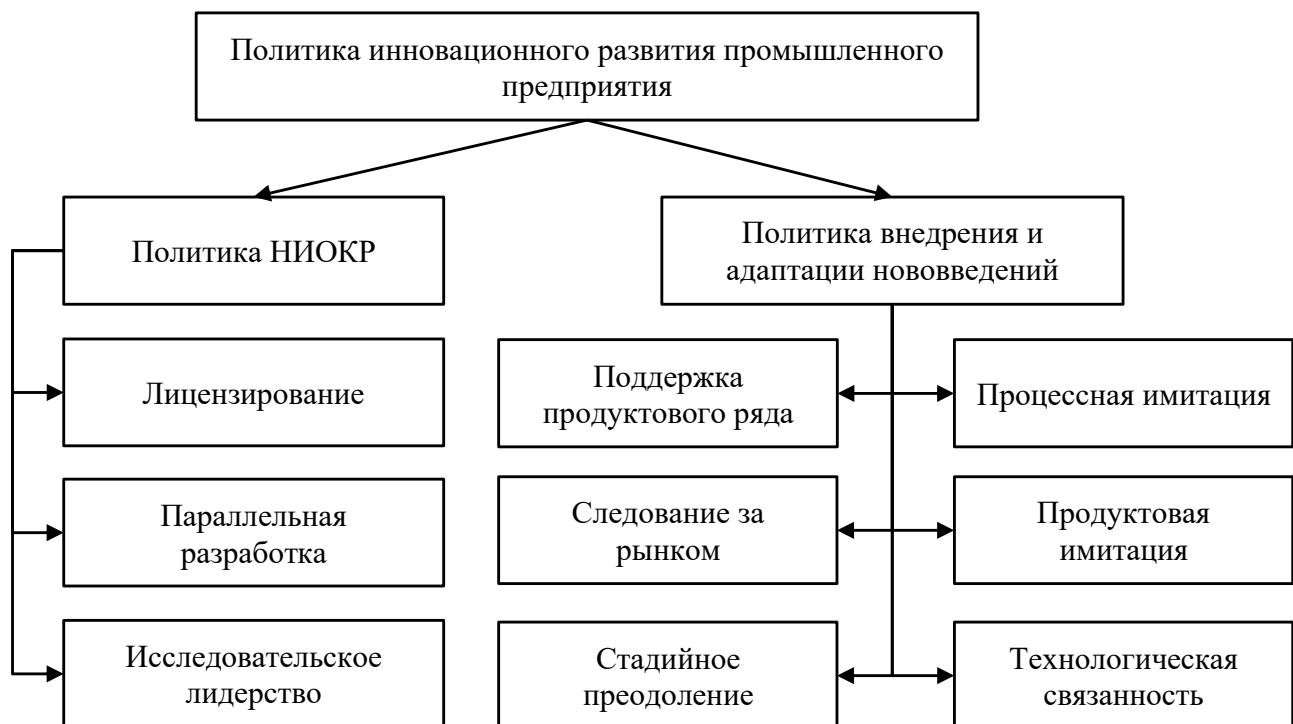 Политика инновационного развития промышленного
предприятия
Политика НИОКР
Политика внедрения и
адаптации нововведений
Лицензирование
Поддержка
продуктового ряда
Процессная имитация
Параллельная
разработка
Следование за
рынком
Продуктовая
имитация
Исследовательское
лидерство
Стадийное
преодоление
Технологическая
связанность